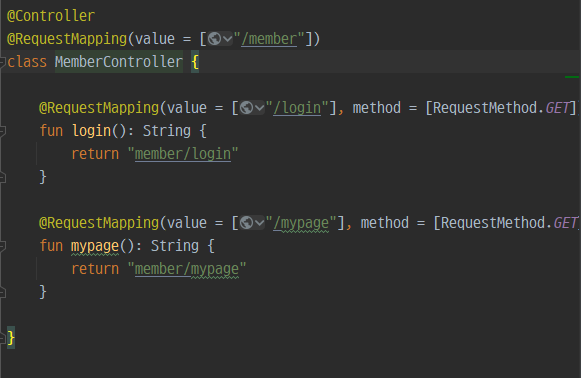 @Controller
@RequestMapping(value = ["/member"])
class MemberController {
@RequestMapping(value = ["/login"], method = [RequestMethod.GET]
fun login(): String {
return "member/login"
}
@RequestMapping(value = ["/mypage"], method = [RequestMethod.GET
fun mypage(): String {
return "member/mypage"
}
}